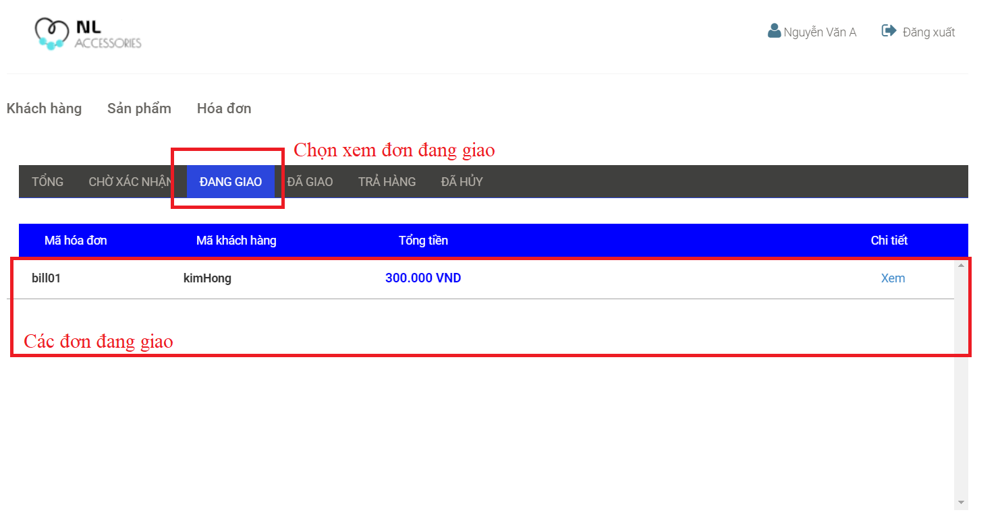 NL
ACCESSORIES
Nguyễn Văn A Đăng xuất
Khách hàng Sản phẩm Hóa đơn
Chọn xem đơn đang giao
TỔNG CHỜ XÁC NHẬN ĐANG GIAO ĐÃ GIAO TRẢ HÀNG ĐÃ HỦY
Mã hóa đơn Mã khách hàng Tổng tiền Chi tiết
bill01 kimHong 300.000 VND Xem
Các đơn đang giao